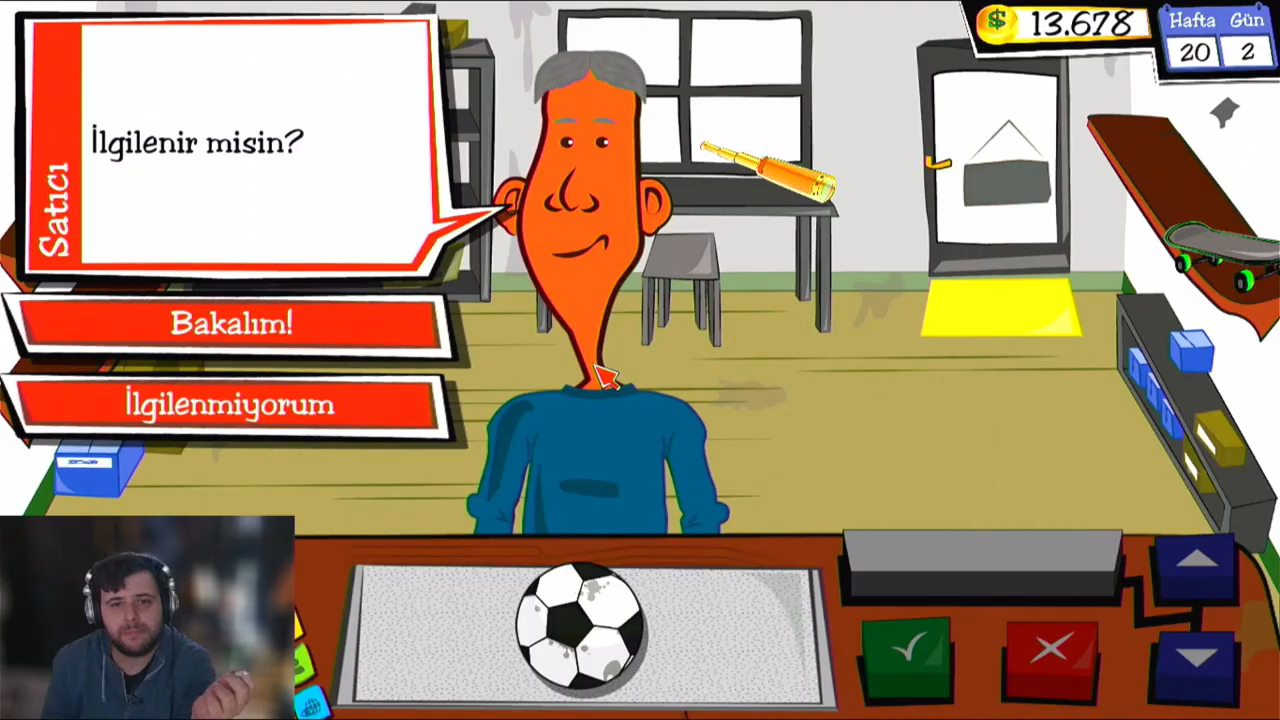 Satıcı
İlgilenir misin?
Bakalım!
İlgilenmiyorum
13.678
Hafta Gün
20 2